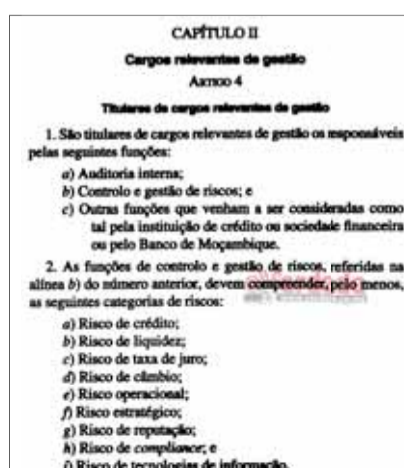 CAPÍTULO II
Cargos relevantes de gestão
ARTIGO 4
Titulares de cargos relevantes de gestão
1. São titulares de cargos relevantes de gestão os responsáveis
pelas seguintes funções:
a) Auditoria interna;
b) Controlo e gestão de riscos; e
c) Outras funções que venham a ser consideradas como
tal pela instituição de crédito ou sociedade financeira
ou pelo Banco de Moçambique.
2. As funções de controlo e gestão de riscos, referidas na
alínea b) do número anterior, devem compreender, pelo menos,
as seguintes categorias de riscos:
a) Risco de crédito;
b) Risco de liquidez;
c) Risco de taxa de juro;
d) Risco de câmbio;
e) Risco operacional;
f) Risco estratégico;
g) Risco de reputação;
h) Risco de compliance; e
i) Risco de tecnologias de informação.